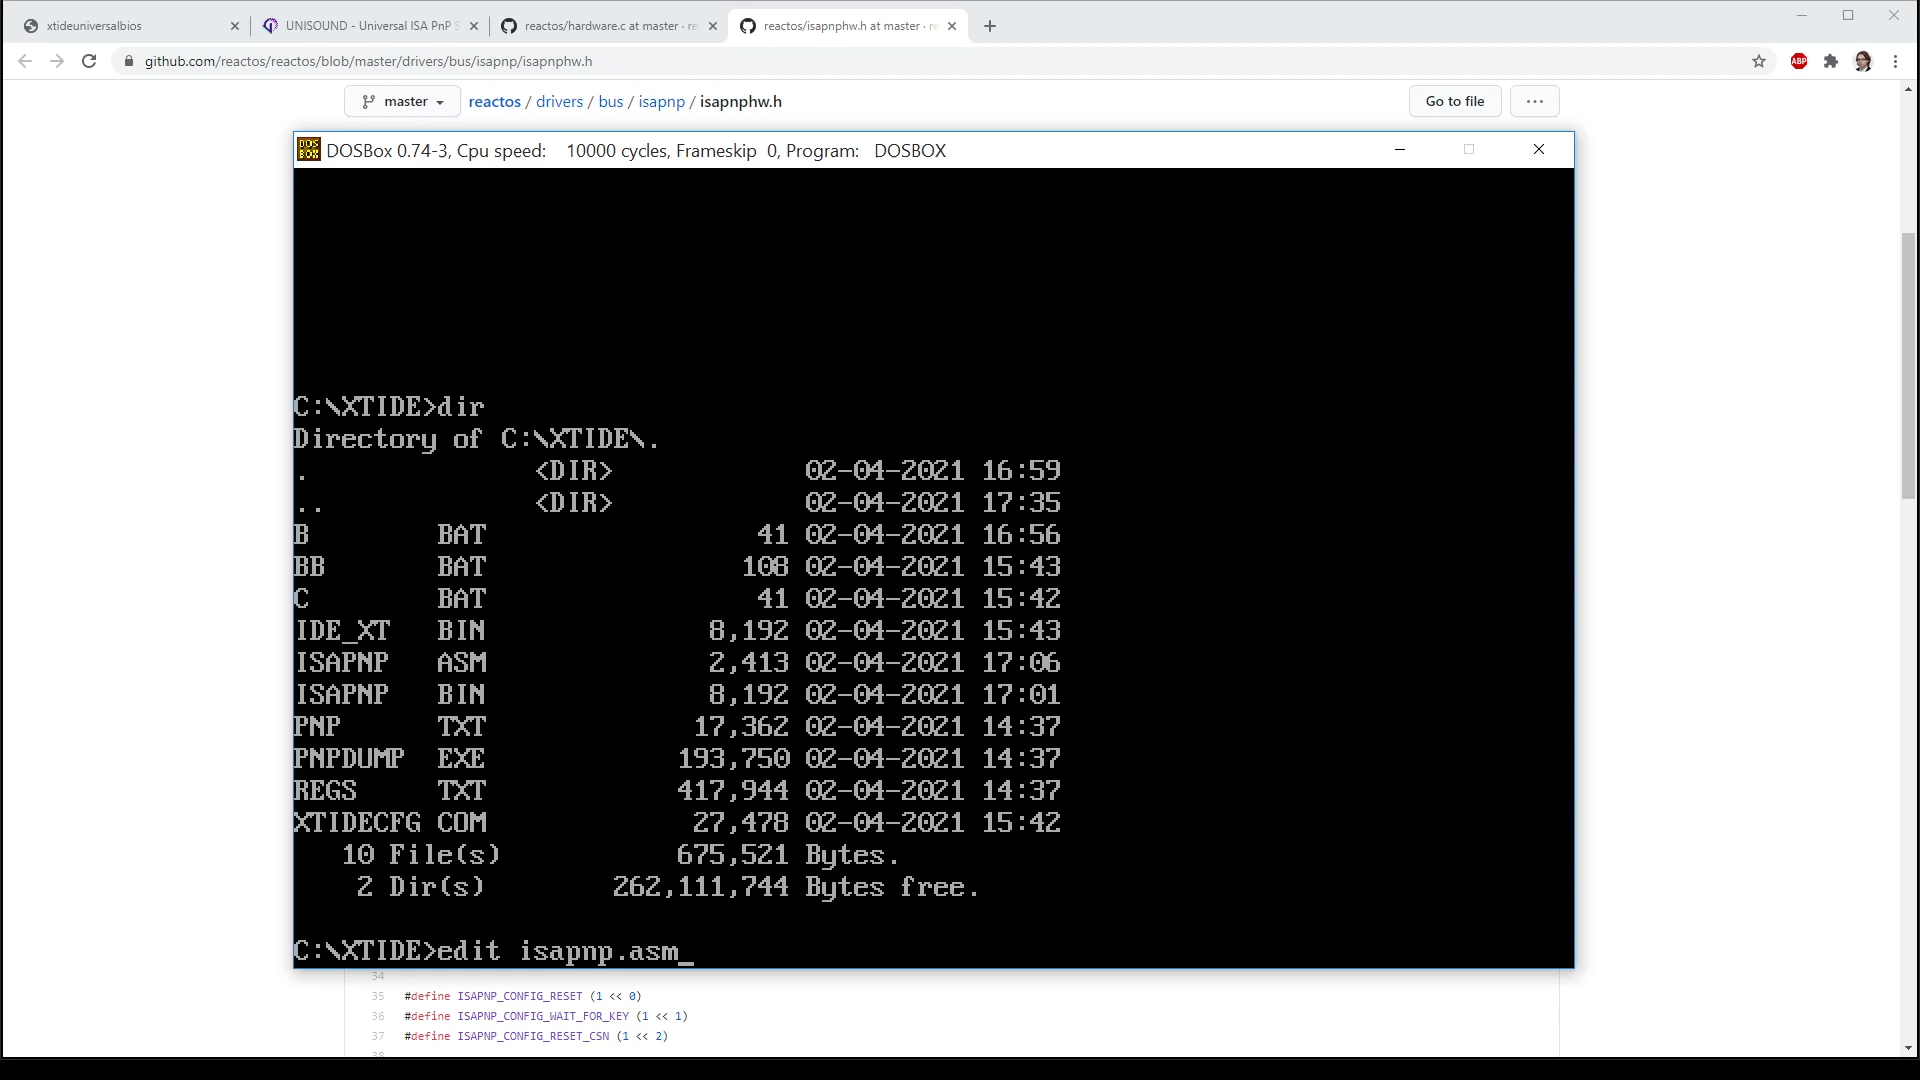 xtideuniversalbios
UNISOUND - Universal ISA PnP S
reactos/hardware.c at master · re
reactos/isapnphw.h at master · re
github.com/reactos/reactos/blob/master/drivers/bus/isapnp/isapnphw.h
ABP
master
reactos / drivers / bus / isapnp / isapnphw.h
Go to file
DOS BOX
DOSBox 0.74-3, Cpu speed: 10000 cycles, Frameskip 0, Program: DOSBOX
C:\XTIDE>dir
Directory of C:\XTIDE\.
. <DIR> 02-04-2021 16:59
.. <DIR> 02-04-2021 17:35
B BAT 41 02-04-2021 16:56
BB BAT 108 02-04-2021 15:43
C BAT 41 02-04-2021 15:42
IDE_XT BIN 8,192 02-04-2021 15:43
ISAPNP ASM 2,413 02-04-2021 17:06
ISAPNP BIN 8,192 02-04-2021 17:01
PNP TXT 17,362 02-04-2021 14:37
PNPDUMP EXE 193,750 02-04-2021 14:37
REGS TXT 417,944 02-04-2021 14:37
XTIDECFG COM 27,478 02-04-2021 15:42
10 File(s) 675,521 Bytes.
2 Dir(s) 262,111,744 Bytes free.
C:\XTIDE>edit isapnp.asm_
34
35 #define ISAPNP_CONFIG_RESET (1 << 0)
36 #define ISAPNP_CONFIG_WAIT_FOR_KEY (1 << 1)
37 #define ISAPNP_CONFIG_RESET_CSN (1 << 2)
38